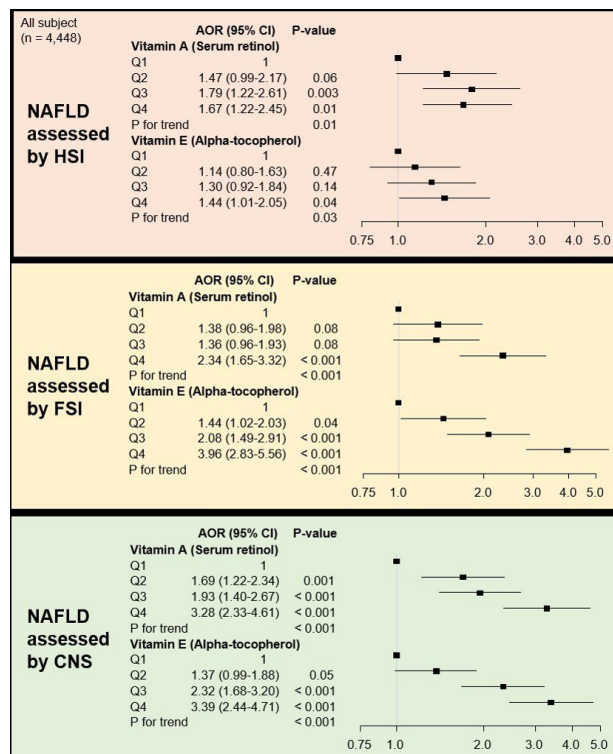 All subject
(n = 4,448)
AOR (95% CI) P-value
Vitamin A (Serum retinol)
Q1 1
Q2 1.47 (0.99-2.17) 0.06
Q3 1.79 (1.22-2.61) 0.003
Q4 1.67 (1.22-2.45) 0.01
P for trend 0.01
Vitamin E (Alpha-tocopherol)
Q1 1
Q2 1.14 (0.80-1.63) 0.47
Q3 1.30 (0.92-1.84) 0.14
Q4 1.44 (1.01-2.05) 0.04
P for trend 0.03
NAFLD
assessed
by HSI
0.75 1.0 2.0 3.0 4.0 5.0
AOR (95% CI) P-value
Vitamin A (Serum retinol)
Q1 1
Q2 1.38 (0.96-1.98) 0.08
Q3 1.36 (0.96-1.93) 0.08
Q4 2.34 (1.65-3.32) < 0.001
P for trend < 0.001
Vitamin E (Alpha-tocopherol)
Q1 1
Q2 1.44 (1.02-2.03) 0.04
Q3 2.08 (1.49-2.91) < 0.001
Q4 3.96 (2.83-5.56) < 0.001
P for trend < 0.001
NAFLD
assessed
by FSI
0.75 1.0 2.0 3.0 4.0 5.0
AOR (95% CI) P-value
Vitamin A (Serum retinol)
Q1 1
Q2 1.69 (1.22-2.34) 0.001
Q3 1.93 (1.40-2.67) < 0.001
Q4 3.28 (2.33-4.61) < 0.001
P for trend < 0.001
Vitamin E (Alpha-tocopherol)
Q1 1
Q2 1.37 (0.99-1.88) 0.05
Q3 2.32 (1.68-3.20) < 0.001
Q4 3.39 (2.44-4.71) < 0.001
P for trend < 0.001
NAFLD
assessed
by CNS
0.75 1.0 2.0 3.0 4.0 5.0